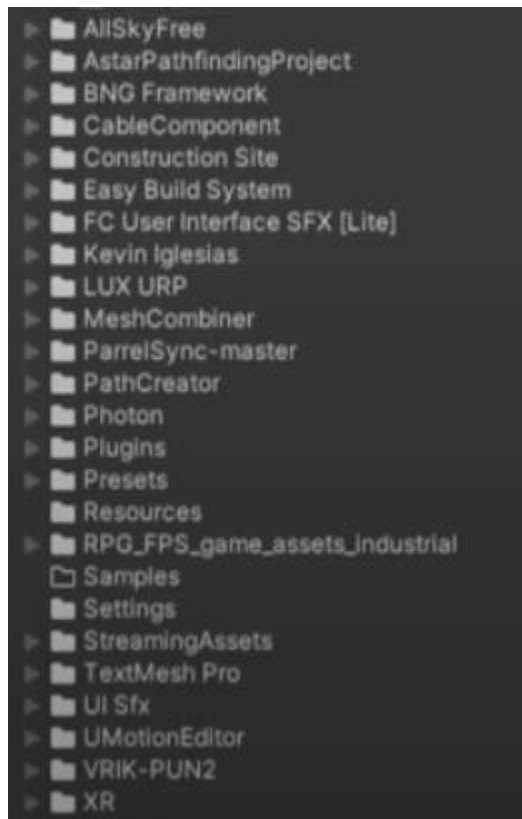 AllSkyFree
AstarPathfindingProject
BNG Framework
CableComponent
Construction Site
Easy Build System
FC User Interface SFX [Lite]
Kevin Iglesias
LUX URP
MeshCombiner
ParrelSync-master
PathCreator
Photon
Plugins
Presets
Resources
RPG_FPS_game_assets_industrial
Samples
Settings
StreamingAssets
TextMesh Pro
UI Sfx
UMotionEditor
VRIK-PUN2
XR